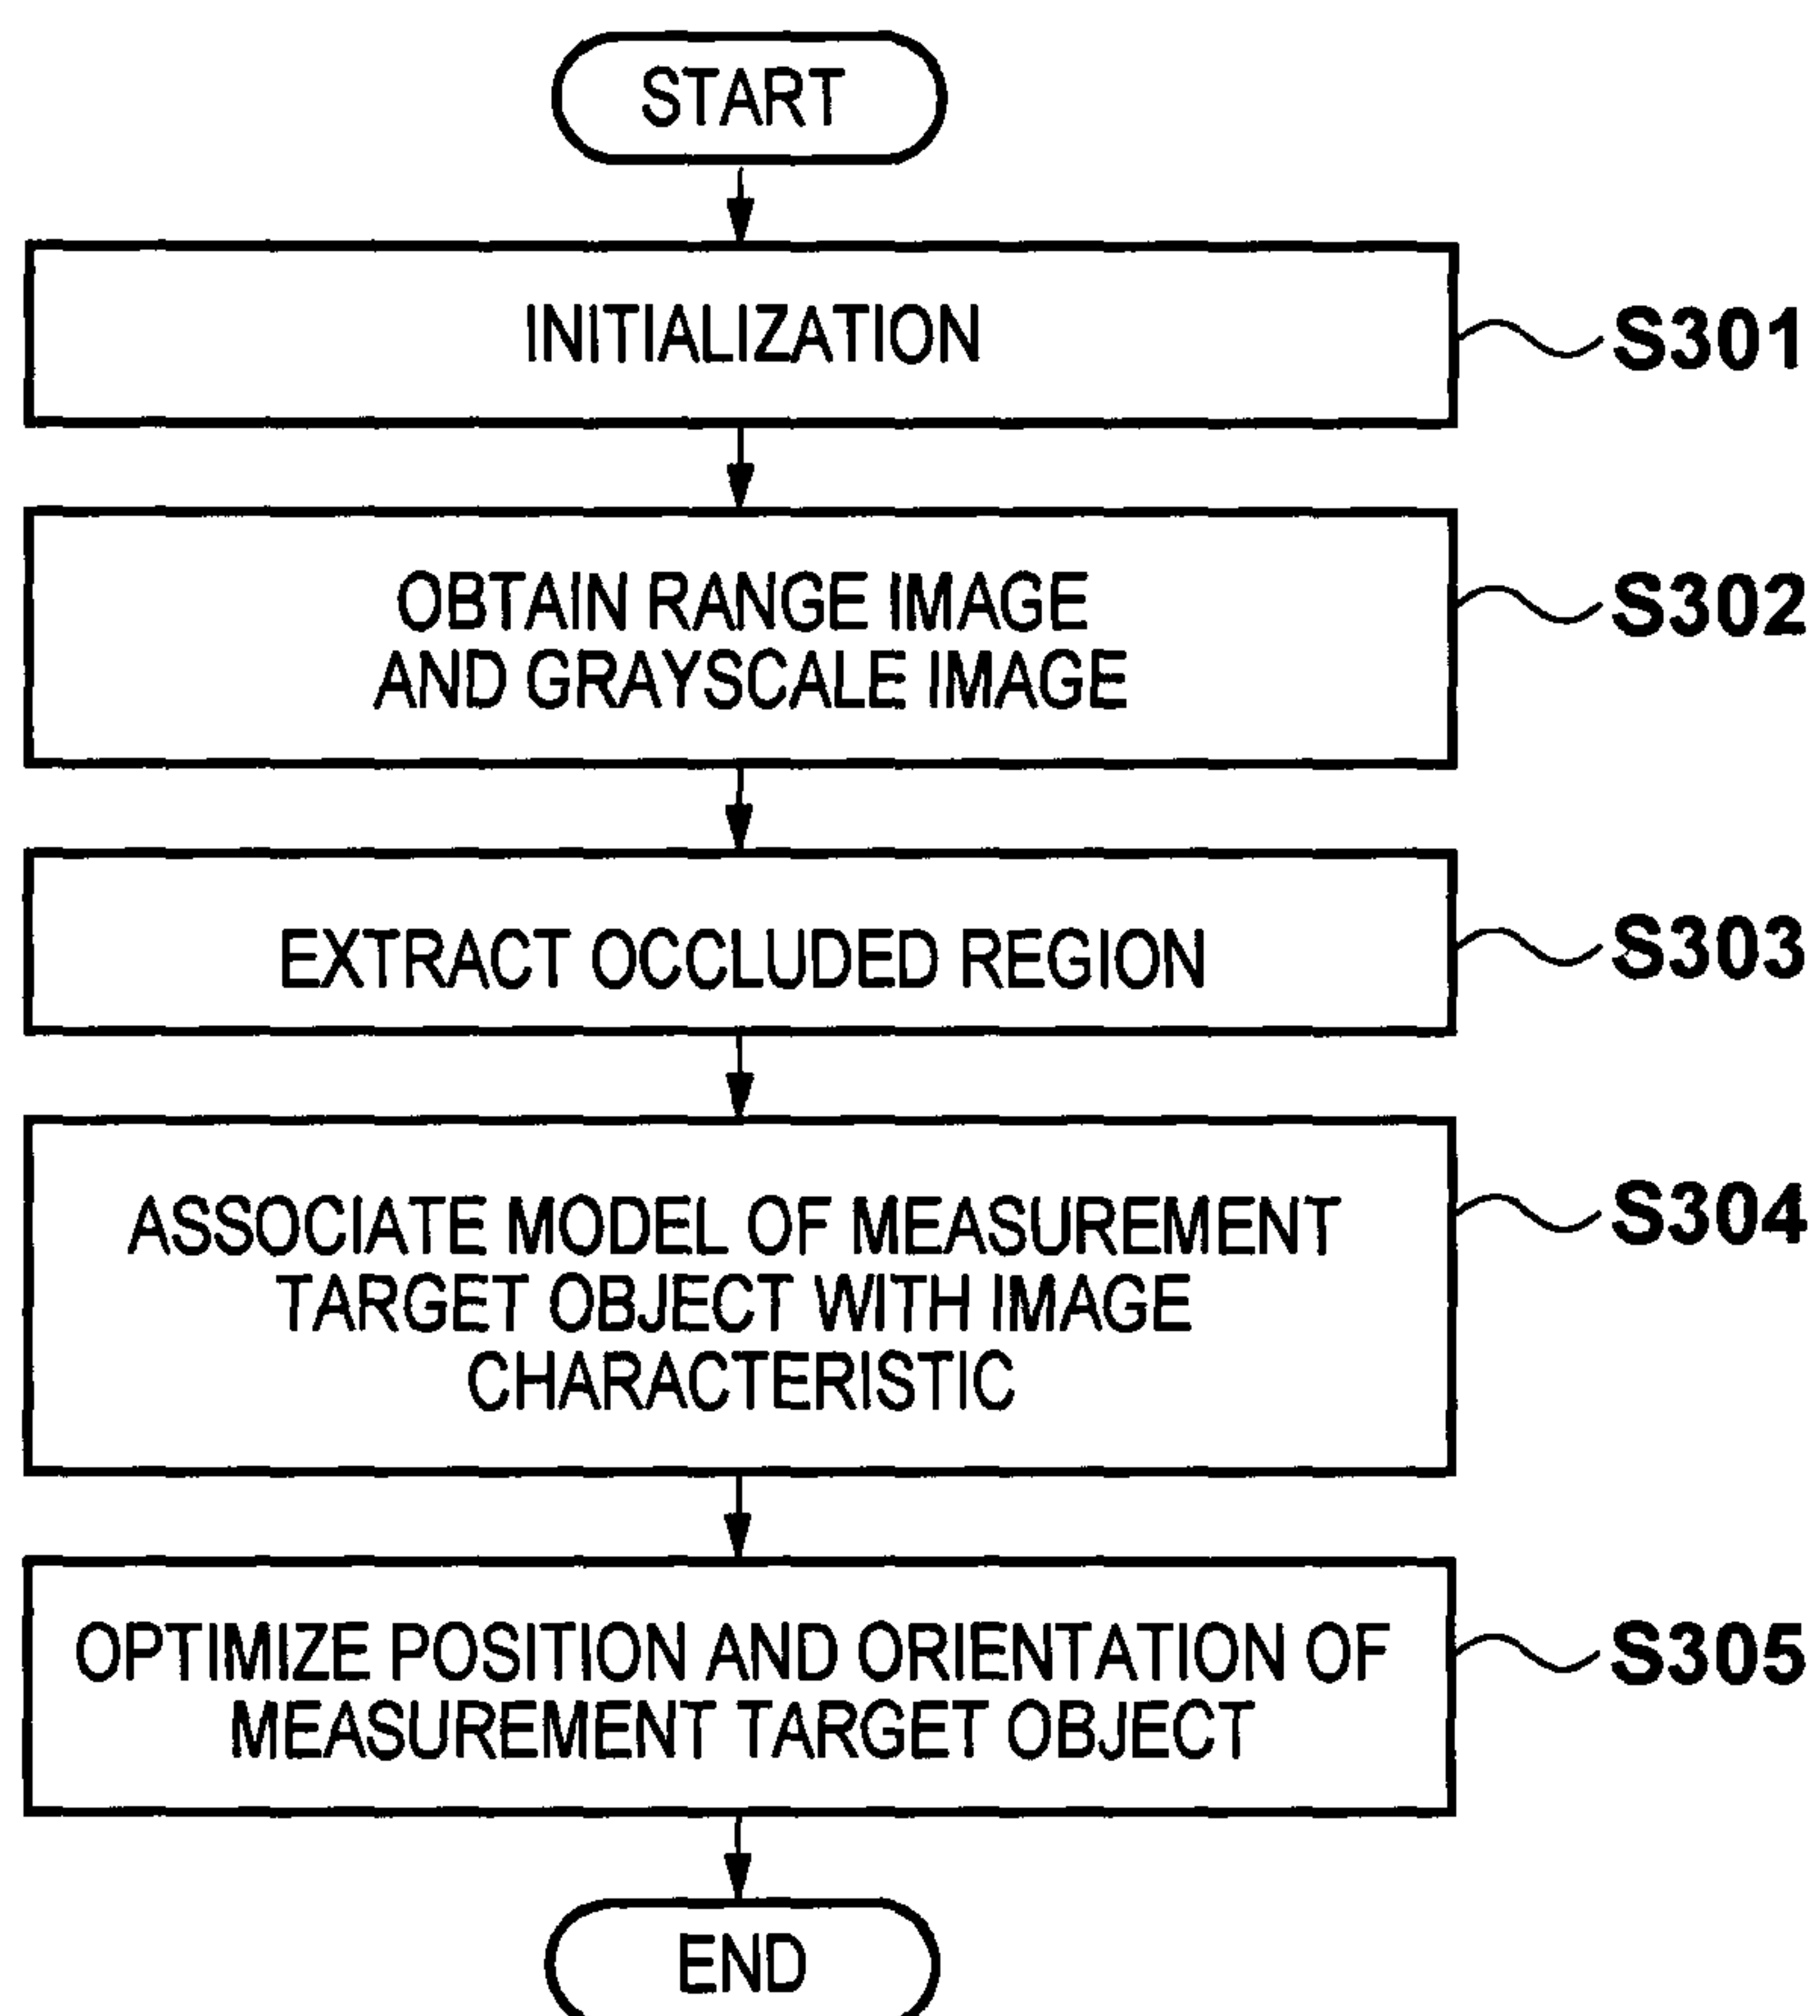 START
INITIALIZATION
S301
OBTAIN RANGE IMAGE
AND GRAYSCALE IMAGE
S302
EXTRACT OCCLUDED REGION
S303
ASSOCIATE MODEL OF MEASUREMENT
TARGET OBJECT WITH IMAGE
CHARACTERISTIC
S304
OPTIMIZE POSITION AND ORIENTATION OF
MEASUREMENT TARGET OBJECT
S305
END